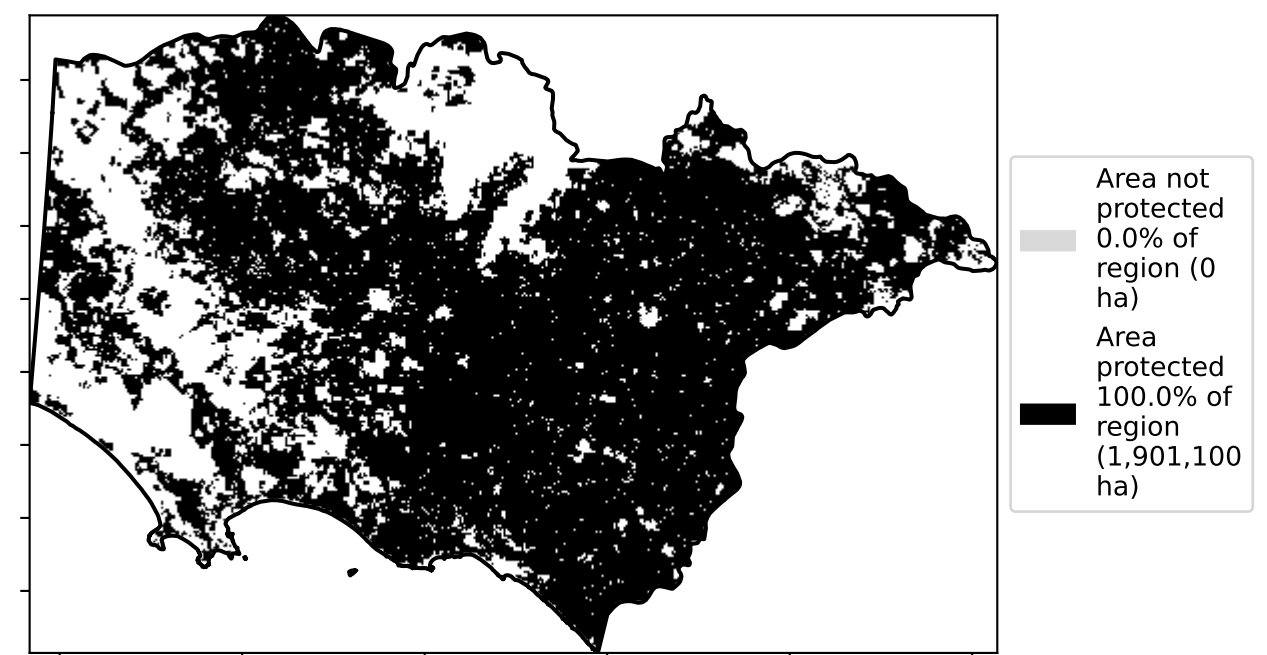 Area not
protected
0.0% of
region (0
ha)
Area
protected
100.0% of
region
(1,901,100
ha)